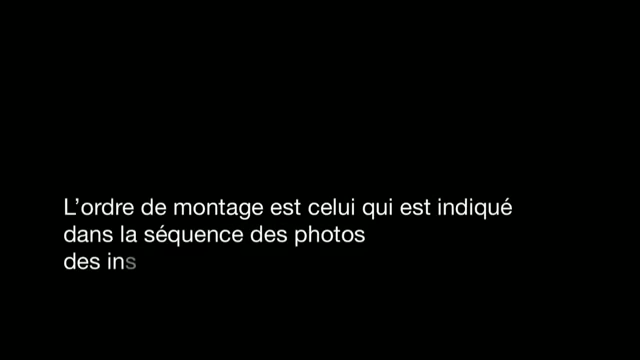 L’ordre de montage est celui qui est indiqué
dans la séquence des photos
des ins